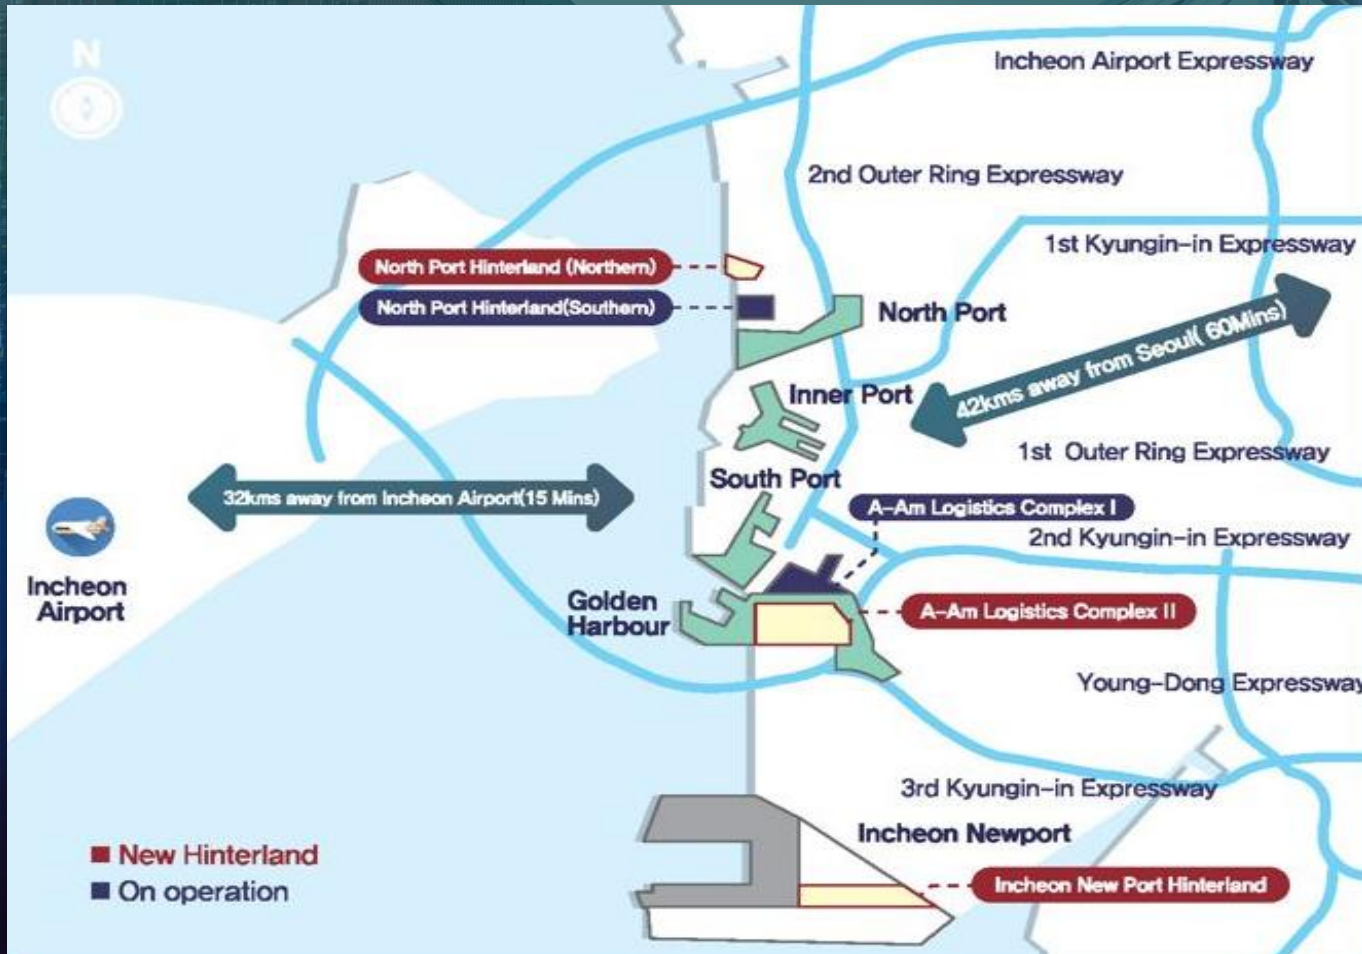 N
Incheon Airport Expressway
2nd Outer Ring Expressway
1st Kyungin-in Expressway
North Port Hinterland (Northern)
North Port Hinterland(Southern)
North Port
42kms away from Seoul( 60Mins)
Inner Port
1st Outer Ring Expressway
South Port
32kms away from Incheon Airport(15 Mins)
A-Am Logistics Complex I
2nd Kyungin-in Expressway
Incheon
Airport
Golden
Harbour
A-Am Logistics Complex II
Young-Dong Expressway
3rd Kyungin-in Expressway
Incheon Newport
New Hinterland
On operation
Incheon New Port Hinterland